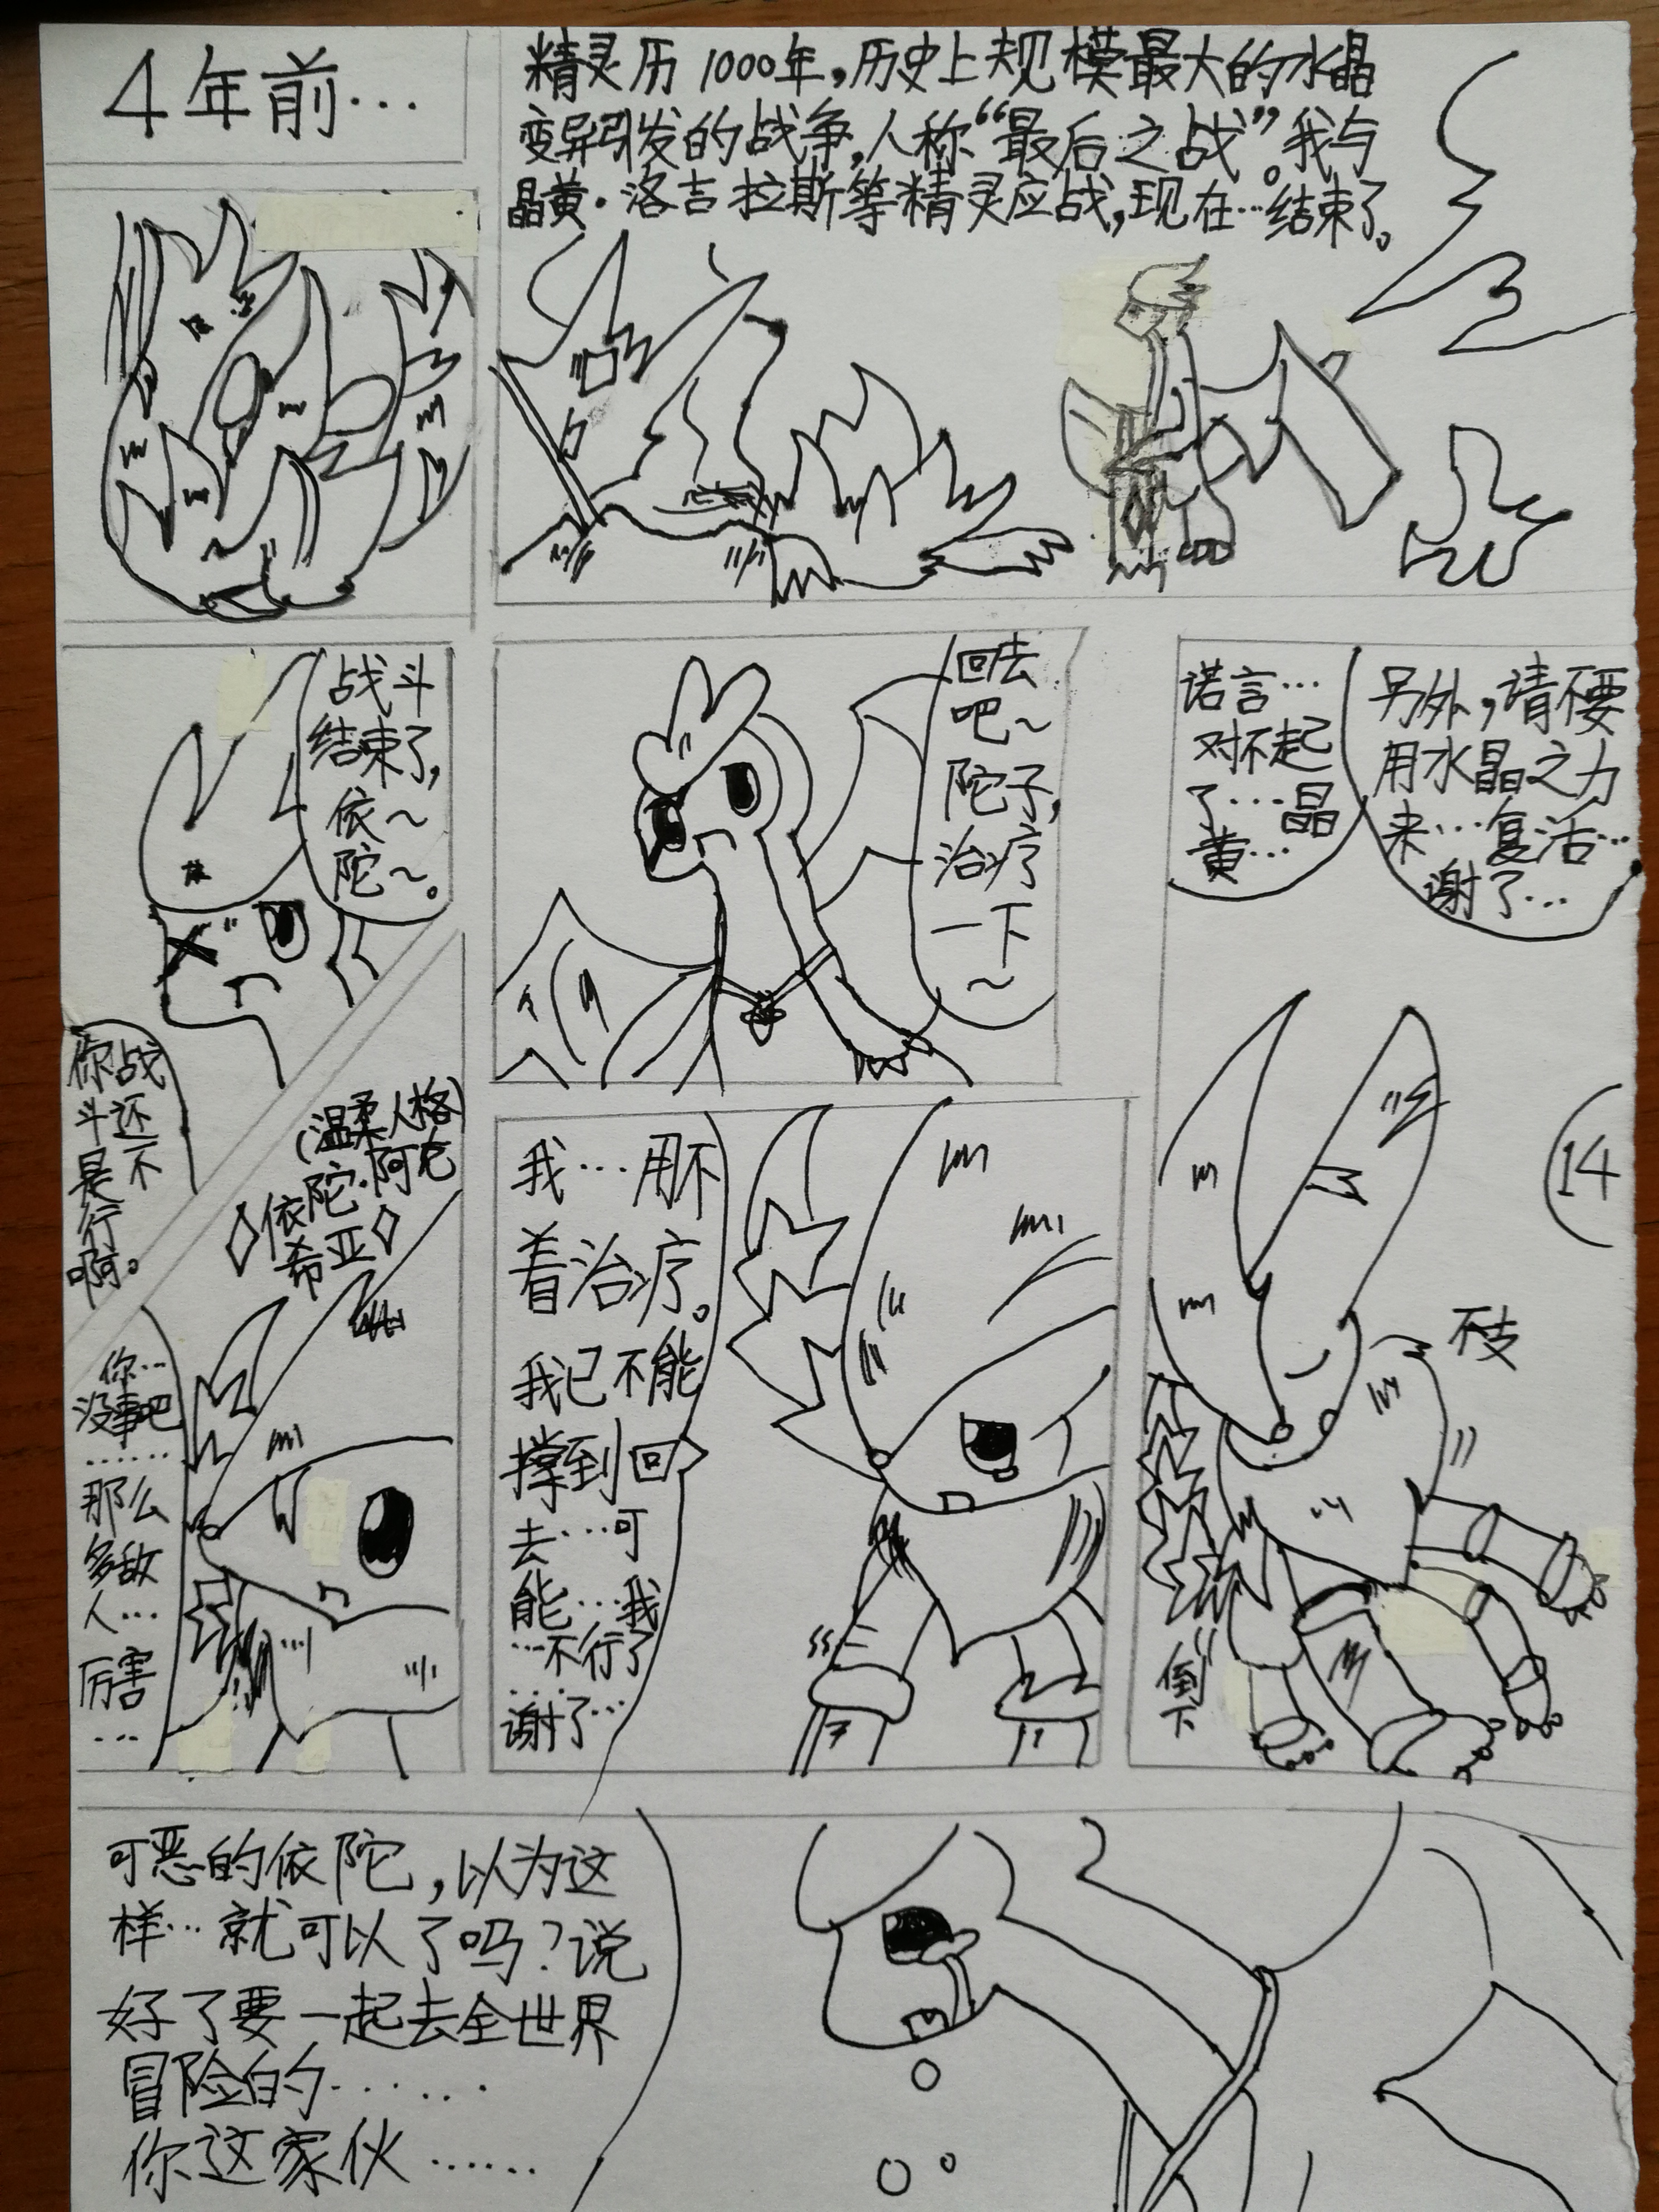 4年前…
精灵历1000年,历史上规模最大的水晶
变异引发的战争,人称“最后之战”。我与
晶黄·洛吉拉斯等精灵应战,现在…结束了。
战斗
结束了,
依~
陀~。
你战
斗还
是不
行
啊。
(温柔人格)
◇依陀·阿克
希亚◇
你…
没事吧
……
那么
多敌
人…
厉害
…
回去
吧~
陀子,
治疗
一下
~
我…用不
着治疗。
我已不能
撑到回
去…可
能…我
…不行了
……
谢了…
另外,请不要
用水晶之力
来…复活…
谢了…
诺言…
对不起
了…晶
黄…
14
不支
倒
下
可恶的依陀,以为这
样…就可以了吗?说
好了要一起去全世界
冒险的……
你这家伙……